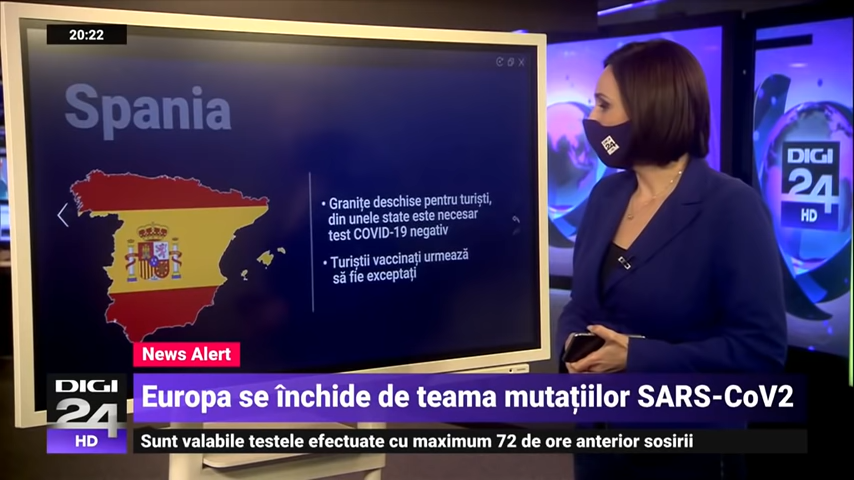 20:22
Spania
• Granițe deschise pentru turiști,
din unele state este necesar
test COVID-19 negativ
• Turiștii vaccinați urmează
să fie exceptați
24
DIGI
24
HD
News Alert
DIGI
24
HD
Europa se închide de teama mutațiilor SARS-CoV2
Sunt valabile testele efectuate cu maximum 72 de ore anterior sosirii